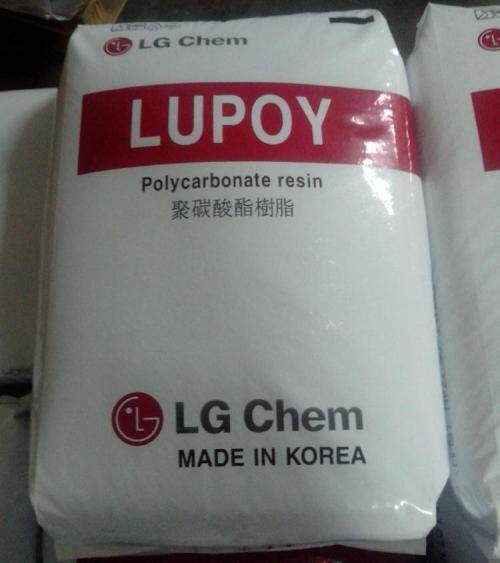 LG Chem
LUPOY
Polycarbonate resin
聚碳酸酯樹脂
LG Chem
MADE IN KOREA